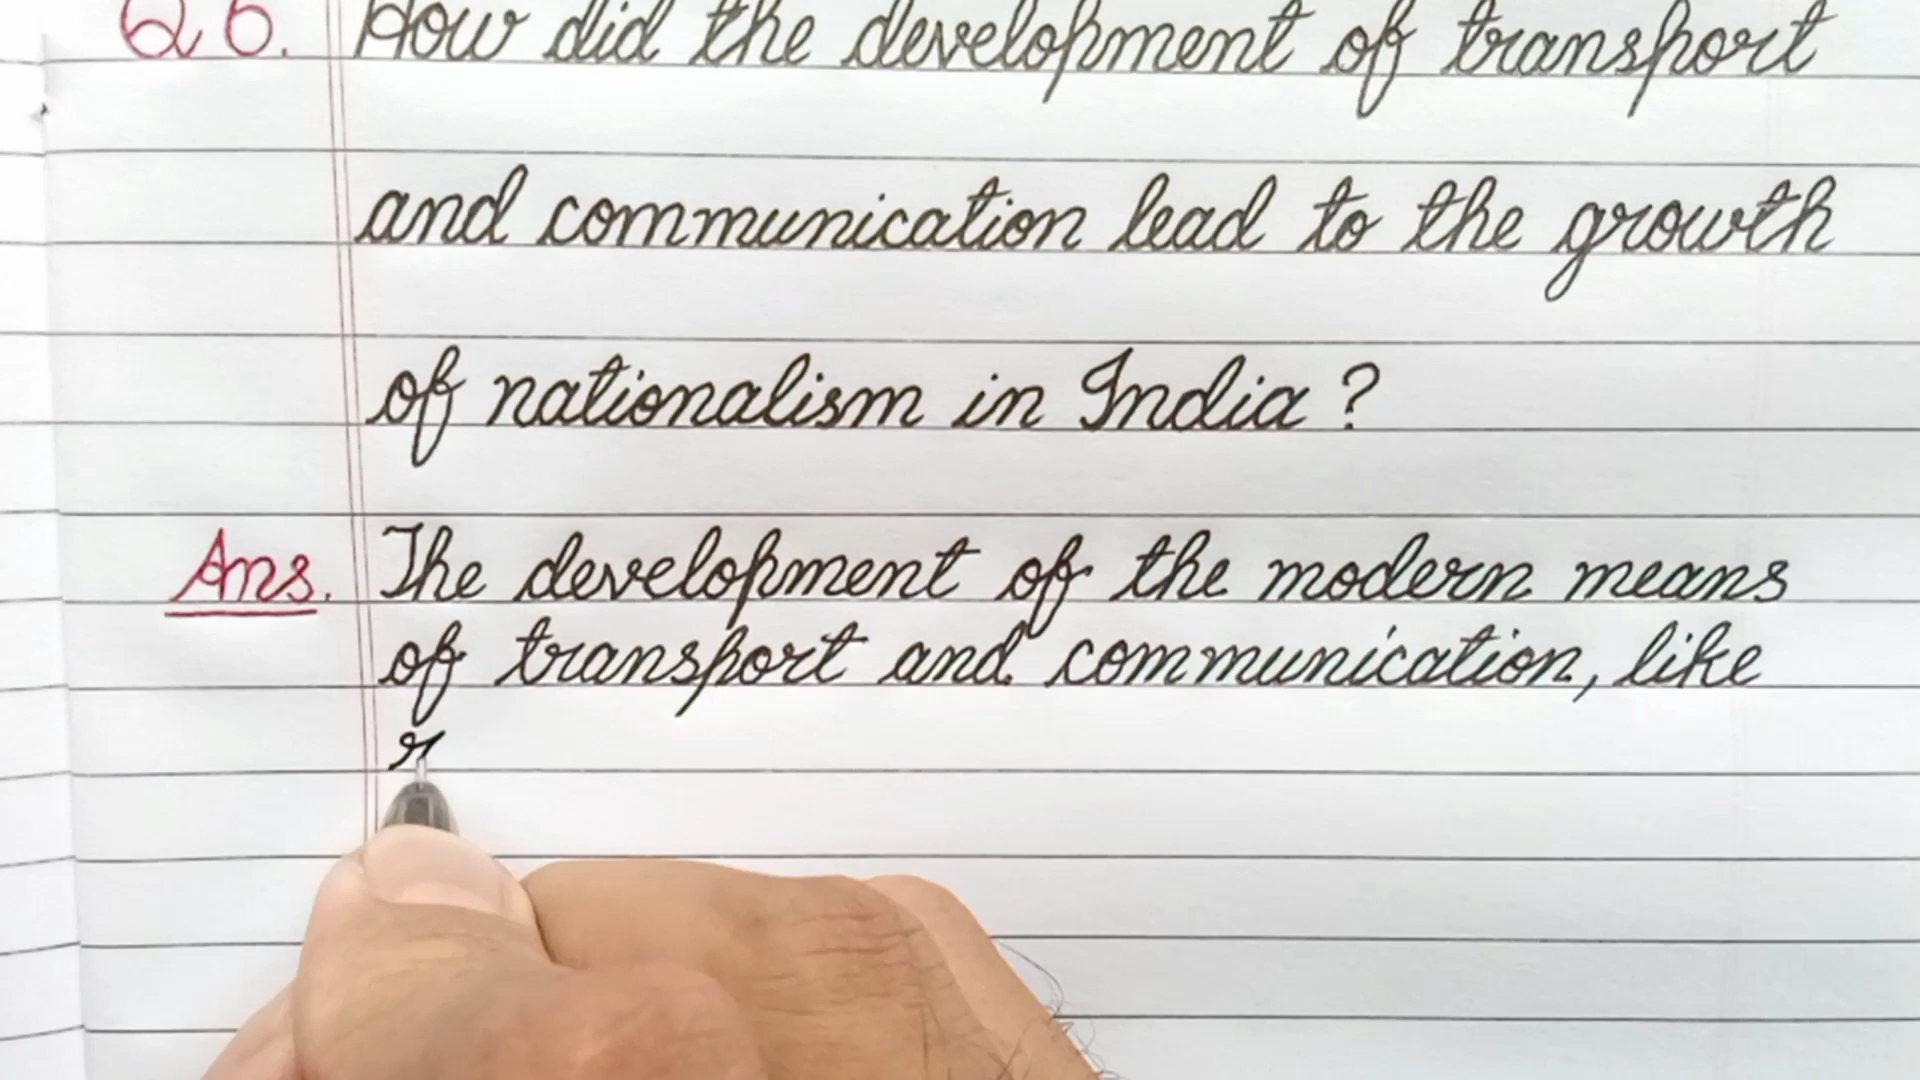 Q6. How did the development of transport
and communication lead to the growth
of nationalism in India ?
Ans. The development of the modern means
of transport and communication, like
r